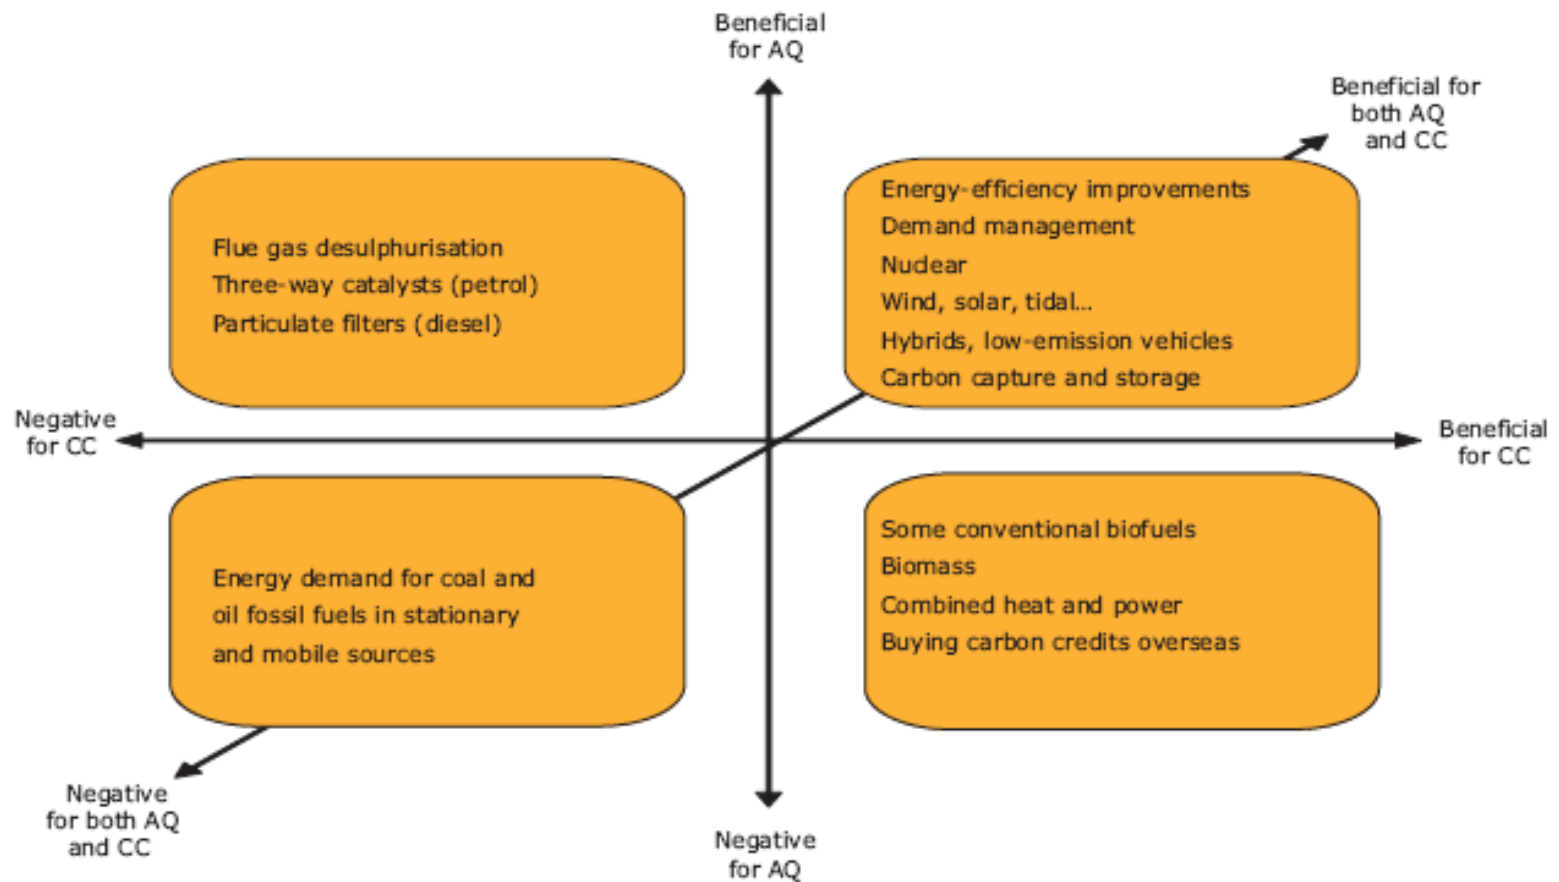 Beneficial
for AQ
Beneficial for
both AQ
and CC
Flue gas desulphurisation
Three-way catalysts (petrol)
Particulate filters (diesel)
Energy-efficiency improvements
Demand management
Nuclear
Wind, solar, tidal...
Hybrids, low-emission vehicles
Carbon capture and storage
Negative
for CC
Beneficial
for CC
Energy demand for coal and
oil fossil fuels in stationary
and mobile sources
Some conventional biofuels
Biomass
Combined heat and power
Buying carbon credits overseas
Negative
for both AQ
and CC
Negative
for AQ